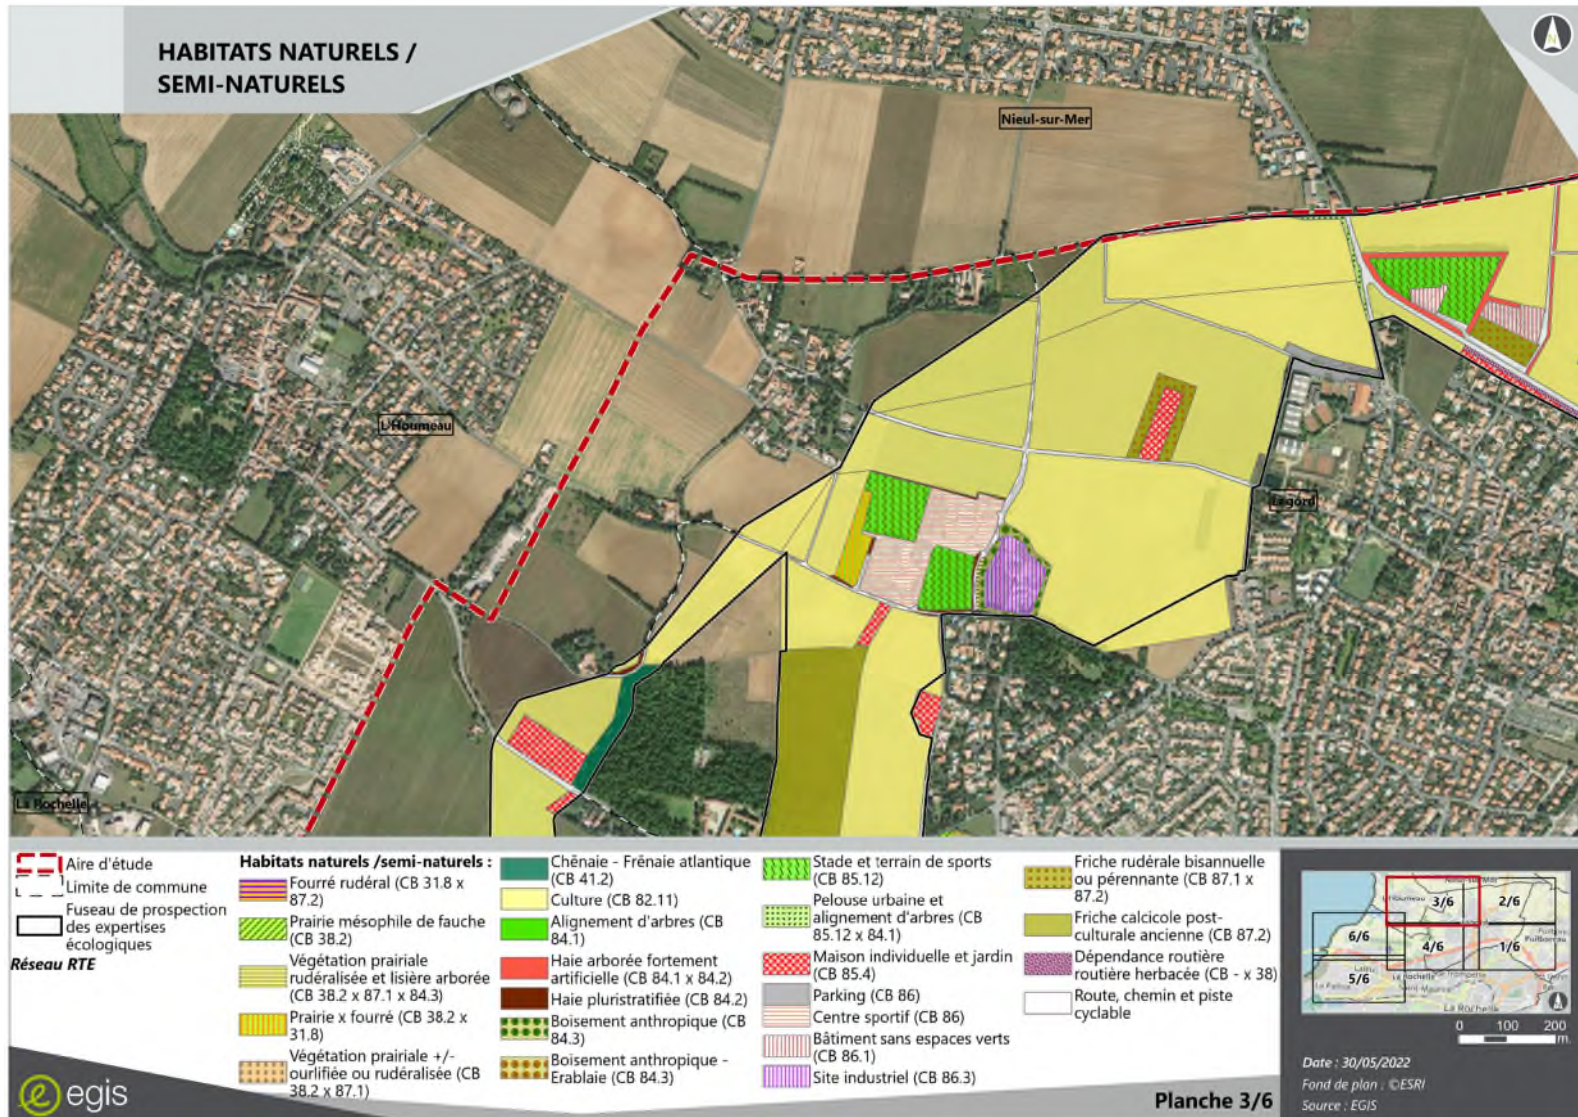 HABITATS NATURELS /
SEMI-NATURELS
N
Nieul-sur-Mer
L'Houmeau
Lagord
La Rochelle
Aire d'étude
Limite de commune
Fuseau de prospection
des expertises
écologiques
Réseau RTE
Habitats naturels /semi-naturels :
Fourré rudéral (CB 31.8 x
87.2)
Prairie mésophile de fauche
(CB 38.2)
Végétation prairiale
rudéralisée et lisière arborée
(CB 38.2 x 87.1 x 84.3)
Prairie x fourré (CB 38.2 x
31.8)
Végétation prairiale +/-
ourlifiée ou rudéralisée (CB
38.2 x 87.1)
Chênaie - Frênaie atlantique
(CB 41.2)
Culture (CB 82.11)
Alignement d'arbres (CB
84.1)
Haie arborée fortement
artificielle (CB 84.1 x 84.2)
Haie pluristratifiée (CB 84.2)
Boisement anthropique (CB
84.3)
Boisement anthropique -
Erablaie (CB 84.3)
Stade et terrain de sports
(CB 85.12)
Pelouse urbaine et
alignement d'arbres (CB
85.12 x 84.1)
Maison individuelle et jardin
(CB 85.4)
Parking (CB 86)
Centre sportif (CB 86)
Bâtiment sans espaces verts
(CB 86.1)
Site industriel (CB 86.3)
Friche rudérale bisannuelle
ou pérennante (CB 87.1 x
87.2)
Friche calcicole post-
culturale ancienne (CB 87.2)
Dépendance routière
routière herbacée (CB - x 38)
Route, chemin et piste
cyclable
3/6
2/6
6/6
4/6
1/6
5/6
La Rochelle
0 100 200
m.
Date : 30/05/2022
Fond de plan : ©ESRI
Source : EGIS
egis
Planche 3/6